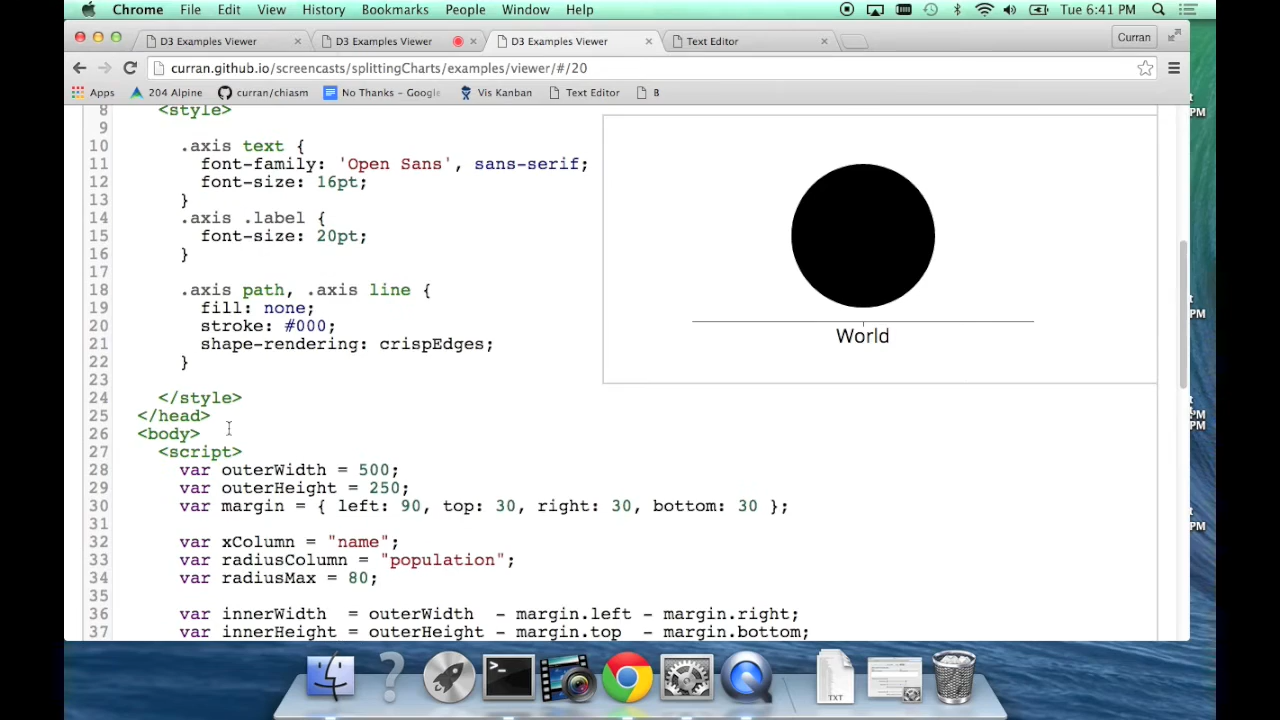 Chrome File Edit View History Bookmarks People Window Help Tue 6:41 PM
D3 Examples Viewer D3 Examples Viewer D3 Examples Viewer Text Editor Curran
curran.github.io/screencasts/splittingCharts/examples/viewer/#/20
Apps 204 Alpine curran/chiasm No Thanks - Google Vis Kanban Text Editor B
8 <style>
9
10 .axis text {
11 font-family: 'Open Sans', sans-serif;
12 font-size: 16pt;
13 }
14 .axis .label {
15 font-size: 20pt;
16 }
17
18 .axis path, .axis line {
19 fill: none;
20 stroke: #000;
21 shape-rendering: crispEdges;
22 }
23
24 </style>
25 </head>
26 <body>
27 <script>
28 var outerWidth = 500;
29 var outerHeight = 250;
30 var margin = { left: 90, top: 30, right: 30, bottom: 30 };
31
32 var xColumn = "name";
33 var radiusColumn = "population";
34 var radiusMax = 80;
35
36 var innerWidth = outerWidth - margin.left - margin.right;
37 var innerHeight = outerHeight - margin.top - margin.bottom;
World
PM
PM
PM
PM
PM
TXT